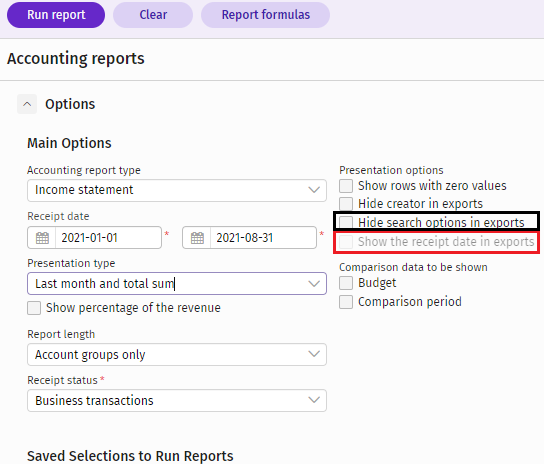 Run report
Clear
Report formulas
Accounting reports
Options
Main Options
Accounting report type
Income statement
Receipt date
2021-01-01 *
2021-08-31 *
Presentation type
Last month and total sum
Show percentage of the revenue
Report length
Account groups only
Receipt status *
Business transactions
Presentation options
Show rows with zero values
Hide creator in exports
Hide search options in exports
Show the receipt date in exports
Comparison data to be shown
Budget
Comparison period
Saved Selections to Run Reports